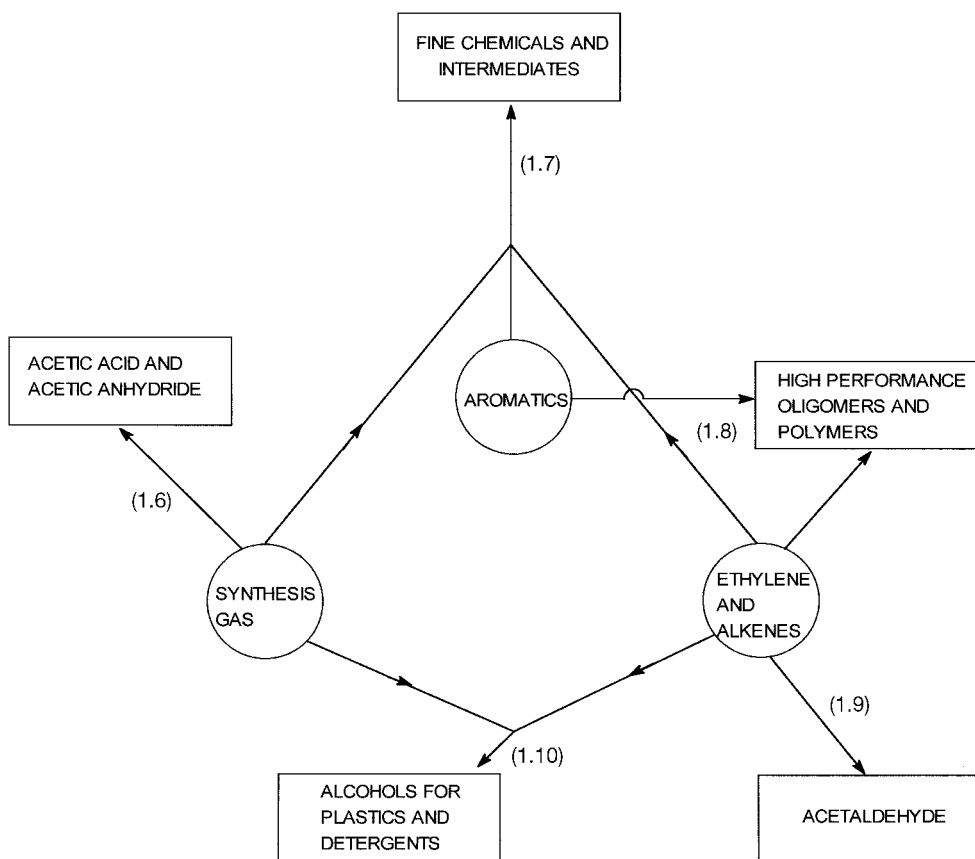 FINE CHEMICALS AND
INTERMEDIATES
(1.7)
ACETIC ACID AND
ACETIC ANHYDRIDE
AROMATICS
HIGH PERFORMANCE
OLIGOMERS AND
POLYMERS
(1.8)
(1.6)
SYNTHESIS
GAS
ETHYLENE
AND
ALKENES
(1.9)
(1.10)
ALCOHOLS FOR
PLASTICS AND
DETERGENTS
ACETALDEHYDE